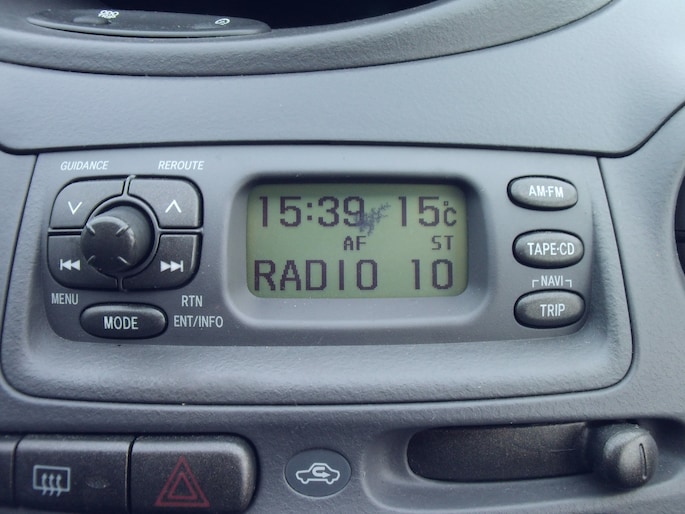 GUIDANCE REROUTE
15:39 15°C
AF ST
RADIO 10
MENU
RTN
MODE ENT/INFO
AM·FM
TAPE·CD
NAVI
TRIP